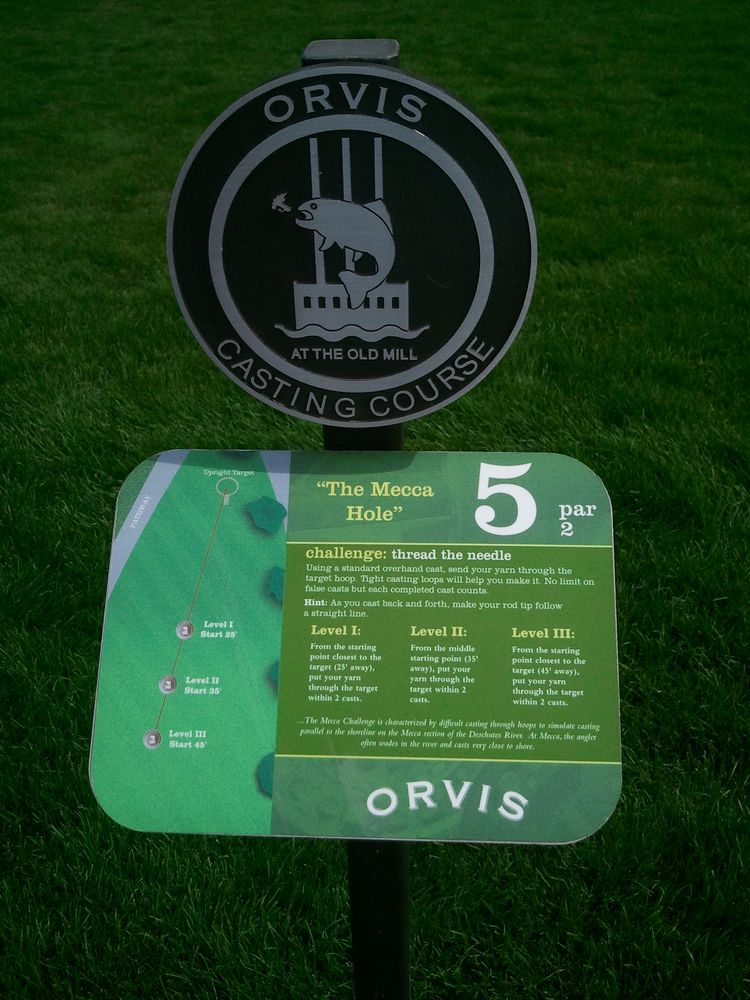 ORVIS
AT THE OLD MILL
CASTING COURSE
Upright Target
PATHWAY
Level I
Start 25'
Level II
Start 35'
Level III
Start 45'
"The Mecca
Hole"
5
par
2
challenge: thread the needle
Using a standard overhand cast, send your yarn through the
target hoop. Tight casting loops will help you make it. No limit on
false casts but each completed cast counts.
Hint: As you cast back and forth, make your rod tip follow
a straight line.
Level I:
From the starting
point closest to the
target (25' away),
put your yarn
through the target
within 2 casts.
Level II:
From the middle
starting point (35'
away), put your
yarn through the
target within 2
casts.
Level III:
From the starting
point closest to the
target (45' away),
put your yarn
through the target
within 2 casts.
...The Mecca Challenge is characterized by difficult casting through hoops to simulate casting
parallel to the shoreline on the Mecca section of the Deschutes River. At Mecca, the angler
often wades in the river and casts very close to shore.
ORVIS